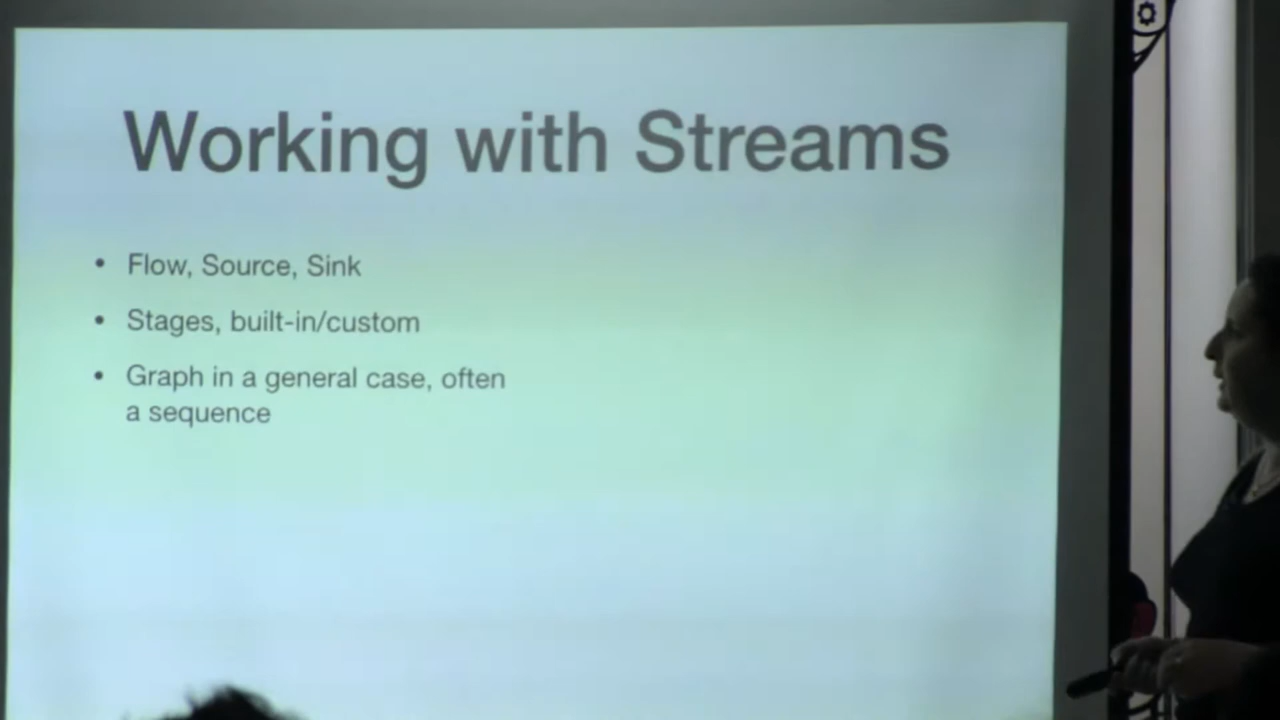 Working with Streams
• Flow, Source, Sink
• Stages, built-in/custom
• Graph in a general case, often
a sequence